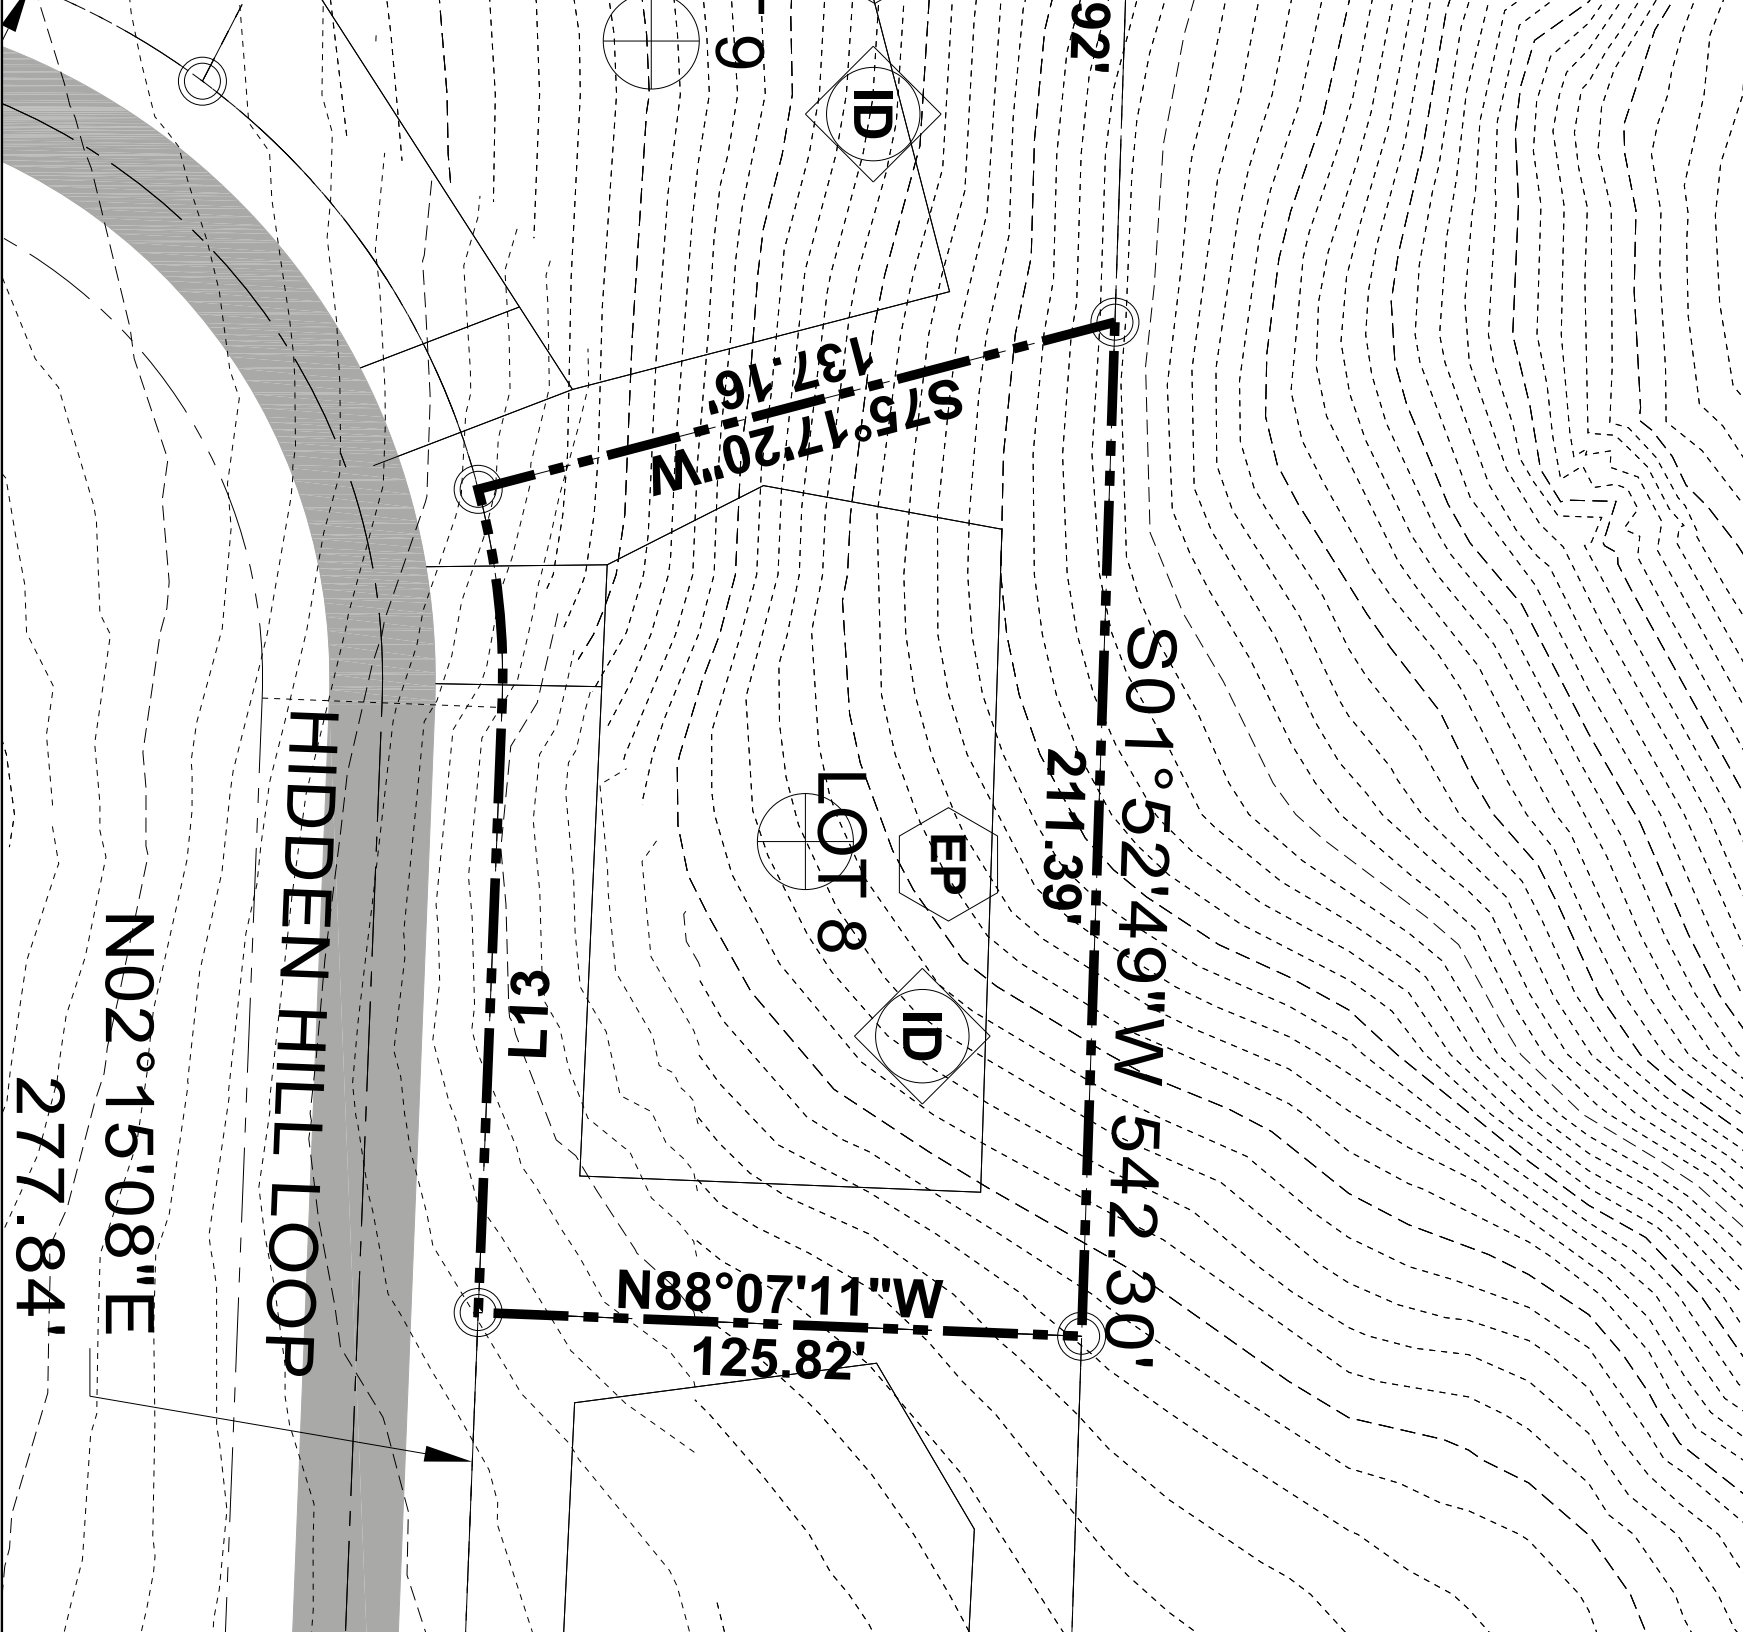 9
92'
ID
137.16'
S75°17'20"W
S01°52'49"W 542.30'
211.39'
LOT 8
EP
ID
L13
HIDDEN HILL LOOP
N02°15'08"E
277.84'
N88°07'11"W
125.82'